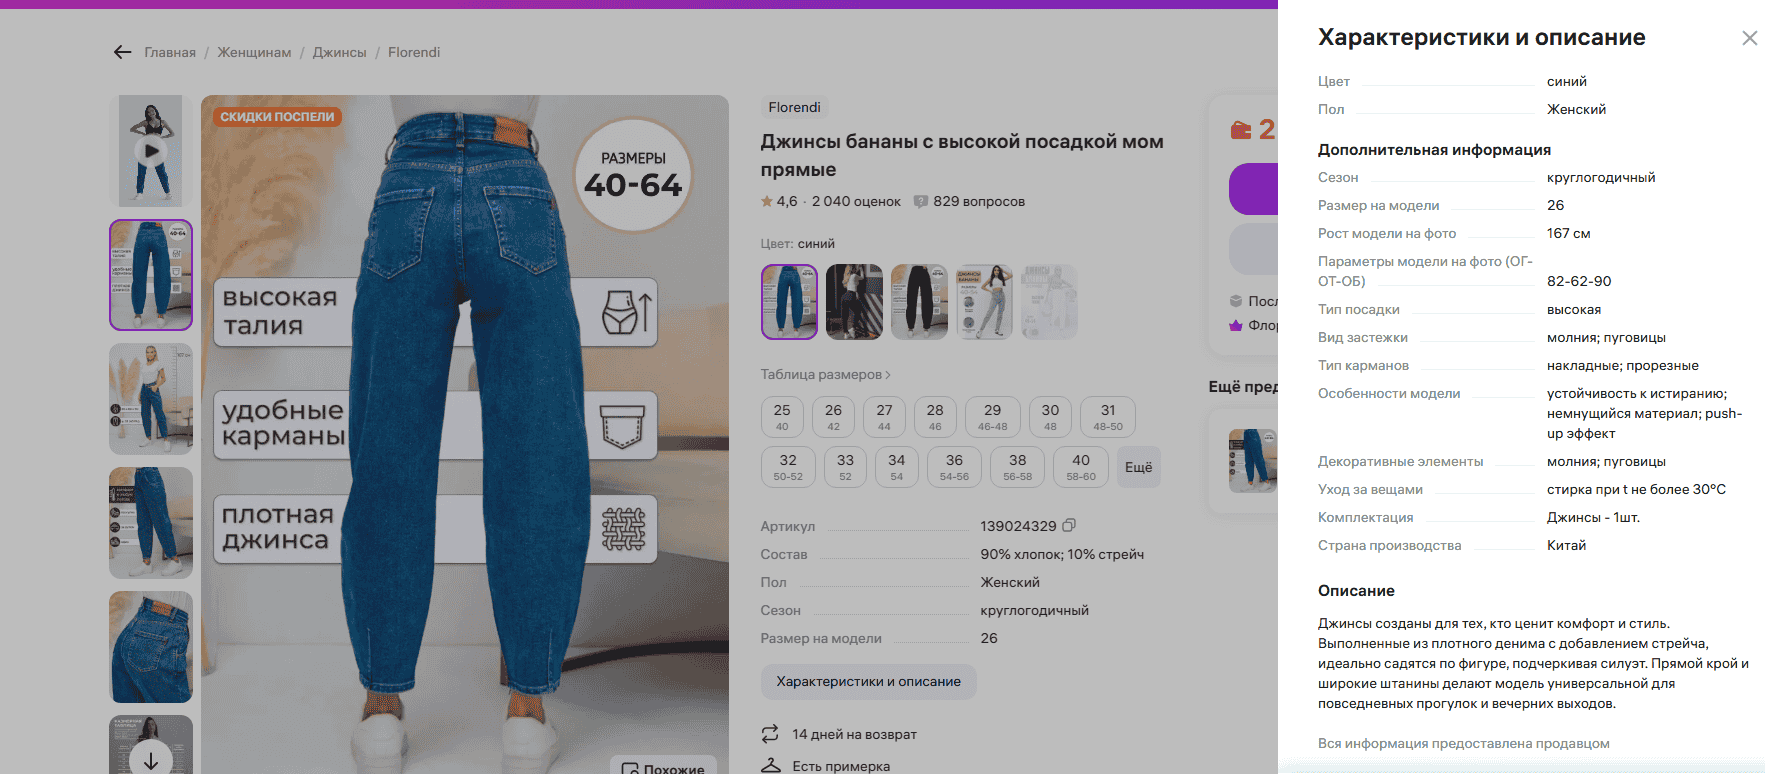 Главная / Женщинам / Джинсы / Florendi
СКИДКИ ПОСПЕЛИ
РАЗМЕРЫ
40-64
высокая
талия
удобные
карманы
плотная
джинса
Похожие
Florendi
Джинсы бананы с высокой посадкой мом
прямые
4,6 · 2 040 оценок 829 вопросов
Цвет: синий
Таблица размеров
25 26 27 28 29 30 31
40 42 44 46 46-48 48 48-50
32 33 34 36 38 40 Ещё
50-52 52 54 54-56 56-58 58-60
Артикул 139024329
Состав 90% хлопок; 10% стрейч
Пол Женский
Сезон круглогодичный
Размер на модели 26
Характеристики и описание
14 дней на возврат
Есть примерка
2
Характеристики и описание
Цвет синий
Пол Женский
Дополнительная информация
Сезон круглогодичный
Размер на модели 26
Рост модели на фото 167 см
Параметры модели на фото (ОГ-
ОТ-ОБ) 82-62-90
Тип посадки высокая
Вид застежки молния; пуговицы
Тип карманов накладные; прорезные
Особенности модели устойчивость к истиранию;
немнущийся материал; push-
up эффект
Декоративные элементы молния; пуговицы
Уход за вещами стирка при t не более 30ºC
Комплектация Джинсы - 1шт.
Страна производства Китай
Описание
Джинсы созданы для тех, кто ценит комфорт и стиль.
Выполненные из плотного денима с добавлением стрейча,
идеально садятся по фигуре, подчеркивая силуэт. Прямой крой и
широкие штанины делают модель универсальной для
повседневных прогулок и вечерних выходов.
Вся информация предоставлена продавцом